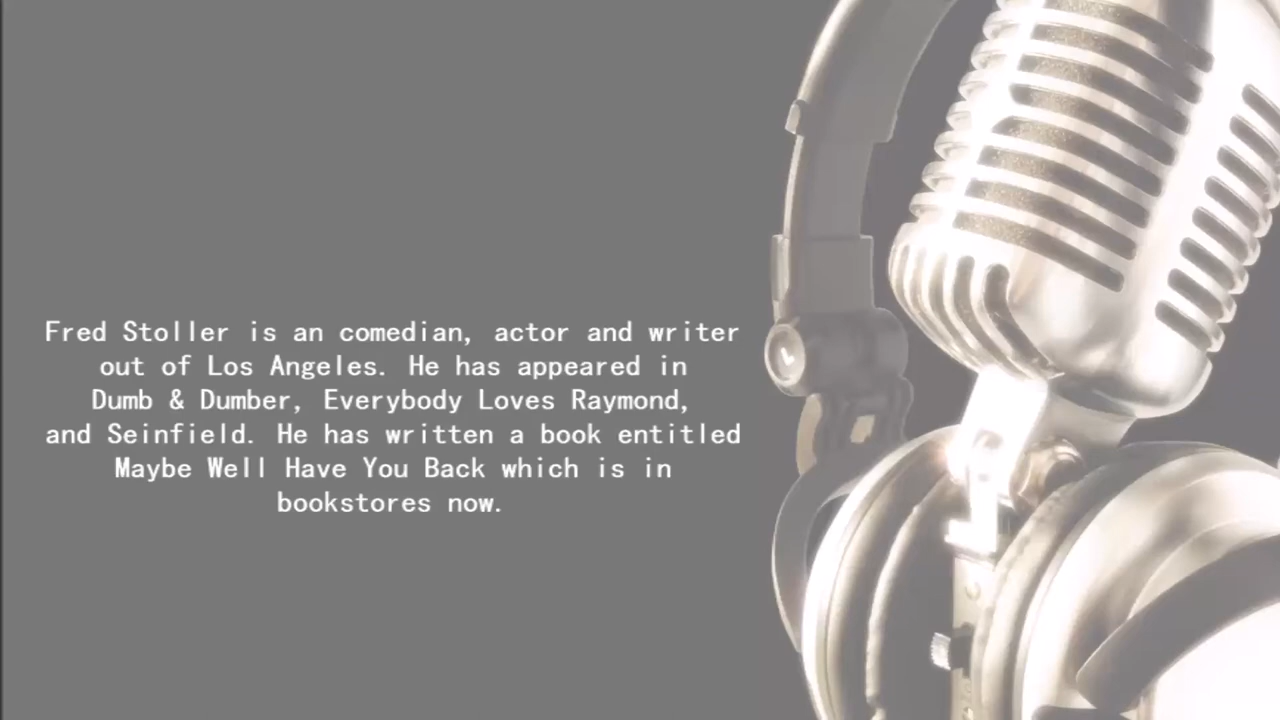 Fred Stoller is an comedian, actor and writer
out of Los Angeles. He has appeared in
Dumb & Dumber, Everybody Loves Raymond,
and Seinfield. He has written a book entitled
Maybe Well Have You Back which is in
bookstores now.